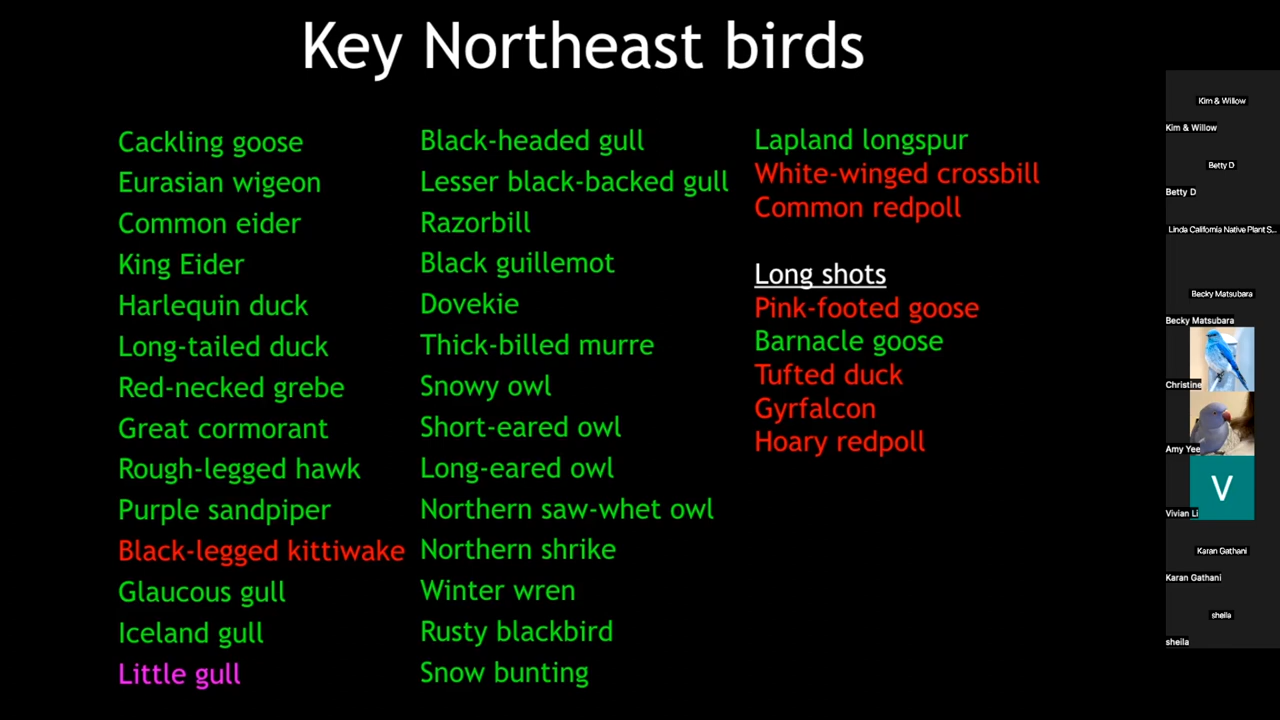 Key Northeast birds
Cackling goose
Eurasian wigeon
Common eider
King Eider
Harlequin duck
Long-tailed duck
Red-necked grebe
Great cormorant
Rough-legged hawk
Purple sandpiper
Black-legged kittiwake
Glaucous gull
Iceland gull
Little gull
Black-headed gull
Lesser black-backed gull
Razorbill
Black guillemot
Dovekie
Thick-billed murre
Snowy owl
Short-eared owl
Long-eared owl
Northern saw-whet owl
Northern shrike
Winter wren
Rusty blackbird
Snow bunting
Lapland longspur
White-winged crossbill
Common redpoll
Long shots
Pink-footed goose
Barnacle goose
Tufted duck
Gyrfalcon
Hoary redpoll
Kim & Willow
Kim & Willow
Betty D
Betty D
Linda California Native Plant S...
Becky Matsubara
Becky Matsubara
Christine
Amy Yee
V
Vivian Li
Karan Gathani
Karan Gathani
sheila
sheila